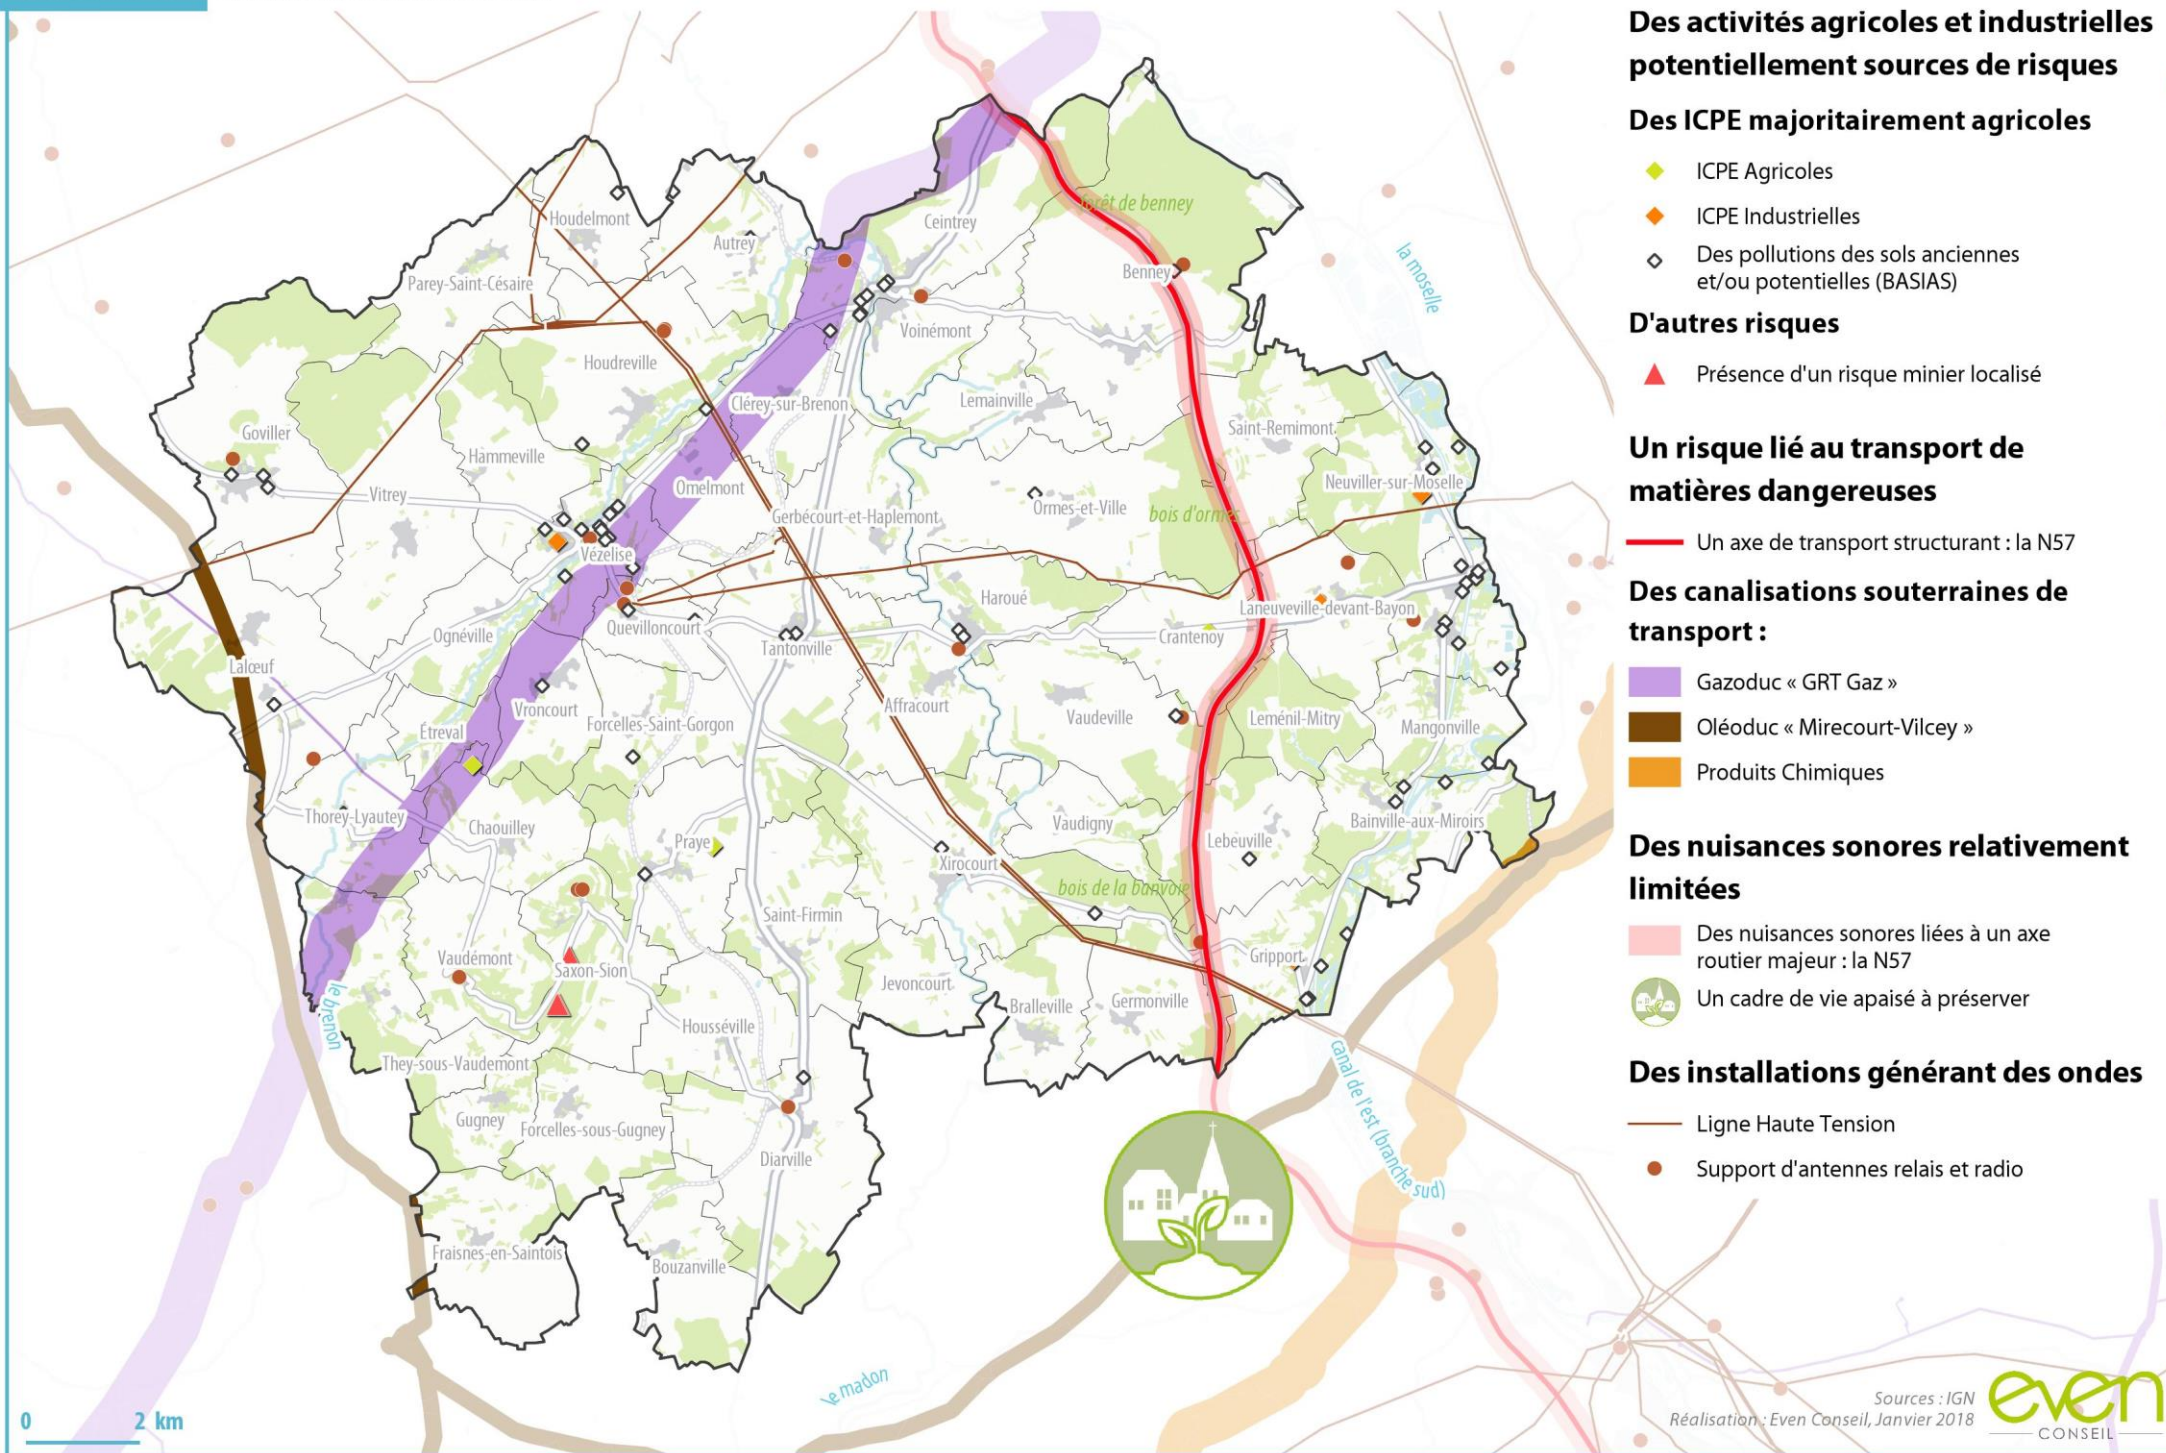 Des activités agricoles et industrielles
potentiellement sources de risques
Des ICPE majoritairement agricoles
ICPE Agricoles
ICPE Industrielles
Des pollutions des sols anciennes
et/ou potentielles (BASIAS)
D'autres risques
Présence d'un risque minier localisé
Un risque lié au transport de
matières dangereuses
Un axe de transport structurant : la N57
Des canalisations souterraines de
transport :
Gazoduc « GRT Gaz »
Oléoduc « Mirecourt-Vilcey »
Produits Chimiques
Des nuisances sonores relativement
limitées
Des nuisances sonores liées à un axe
routier majeur : la N57
Un cadre de vie apaisé à préserver
Des installations générant des ondes
Ligne Haute Tension
Support d'antennes relais et radio
forêt de benney
Houdelmont
Ceintrey
Autrey
Benney
la moselle
Parey-Saint-Césaire
Voinémont
Houdreville
Clérey-sur-Brenon
Lemainville
Saint-Remimont
Goviller
Hammeville
Neuviller-sur-Moselle
Omelmont
Vitrey
Ormes-et-Ville
Gerbécourt-et-Haplemont
bois d'ormes
Vézelise
Haroué
Laneuveville-devant-Bayon
Quevilloncourt
Ognéville
Crantenoy
Tantonville
Lalœuf
Affracourt
Vroncourt
Vaudeville
Leménil-Mitry
Forcelles-Saint-Gorgon
Mangonville
Étreval
Thorey-Lyautey
Chaouilley
Vaudigny
Bainville-aux-Miroirs
Praye
Lebeuville
Xirocourt
bois de la banvoie
Saint-Firmin
Vaudémont
Gripport
Saxon-Sion
Jevoncourt
Bralleville
Germonville
le brenon
Housséville
They-sous-Vaudemont
Gugney
Forcelles-sous-Gugney
canal de l'est (branche sud)
Diarville
Fraisnes-en-Saintois
Bouzanville
le madon
0 2 km
Sources : IGN
Réalisation : Even Conseil, Janvier 2018
even
CONSEIL